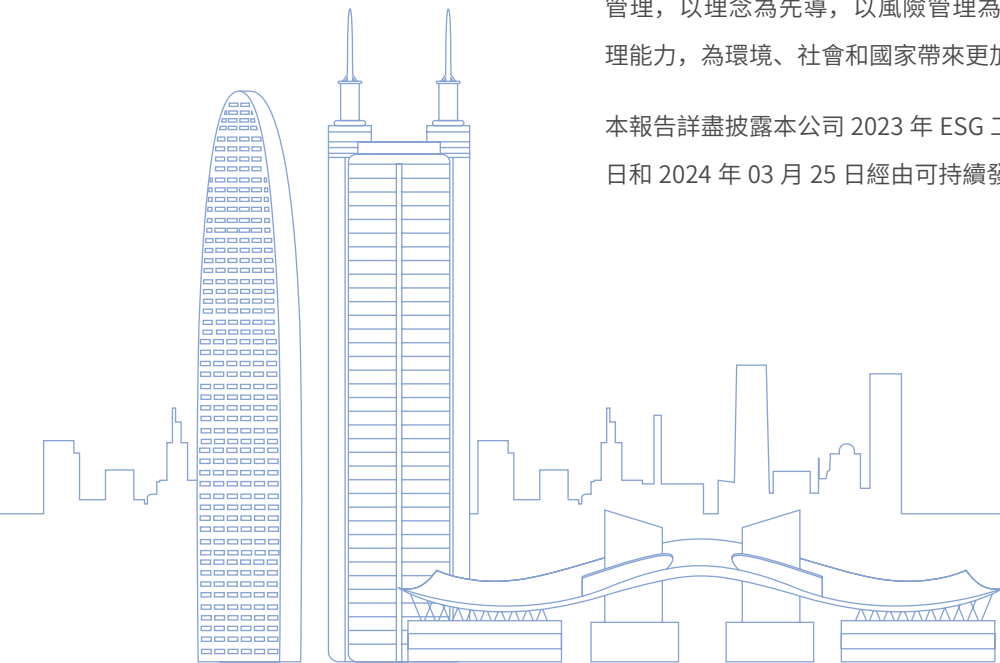 管理，以理念為先導，以風險管理為
理能力，為環境、社會和國家帶來更
本報告詳盡披露本公司 2023 年 ESG
日和 2024 年 03 月 25 日經由可持續發